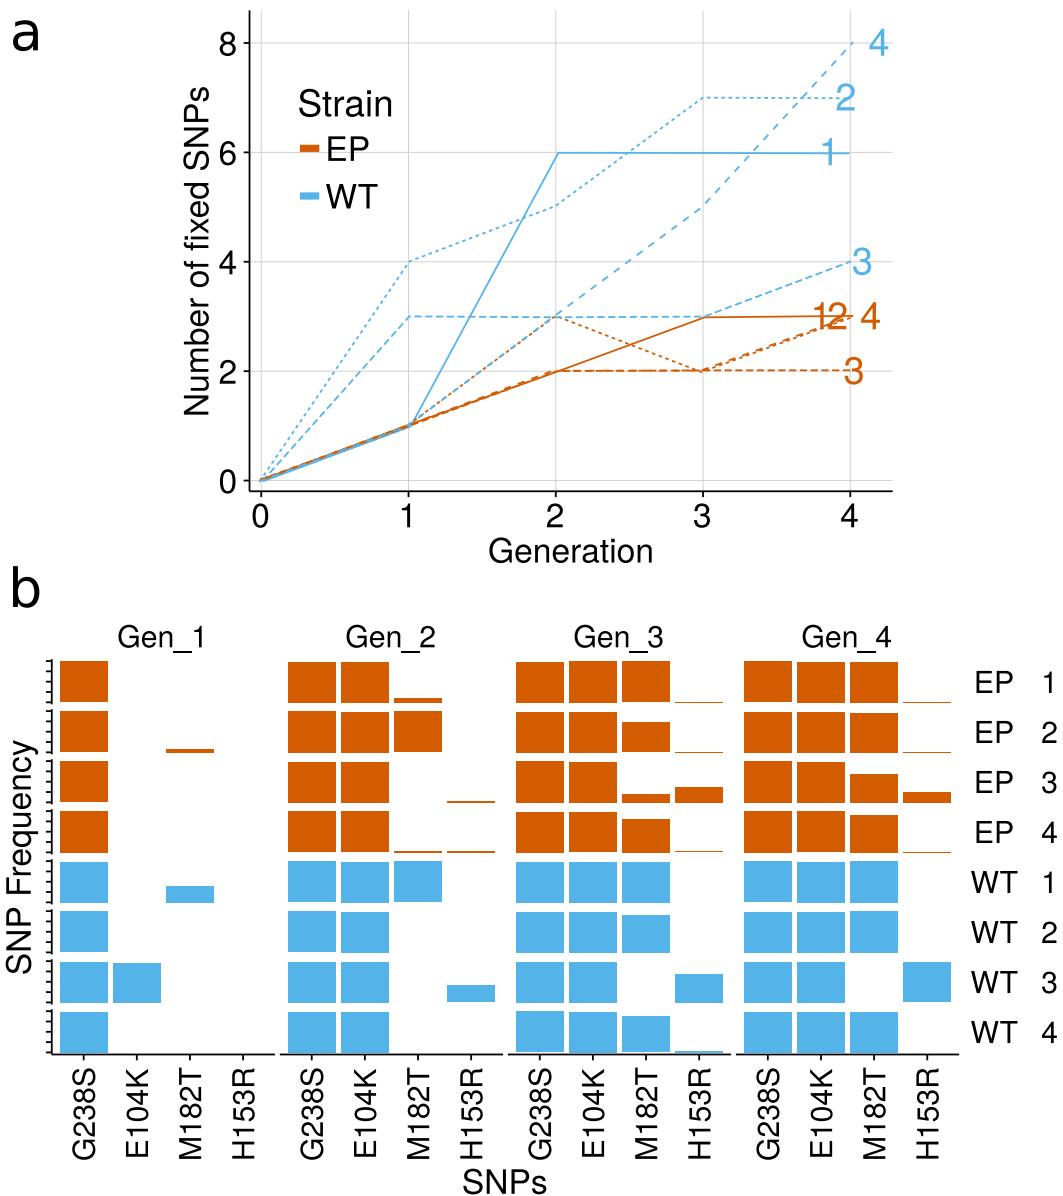 a
8
6
4
2
0
Number of fixed SNPs
Strain
EP
WT
4
2
1
3
12 4
3
0 1 2 3 4
Generation
b
Gen_1 Gen_2 Gen_3 Gen_4
SNP Frequency
EP 1
EP 2
EP 3
EP 4
WT 1
WT 2
WT 3
WT 4
G238S E104K M182T H153R G238S E104K M182T H153R G238S E104K M182T H153R G238S E104K M182T H153R
SNPs